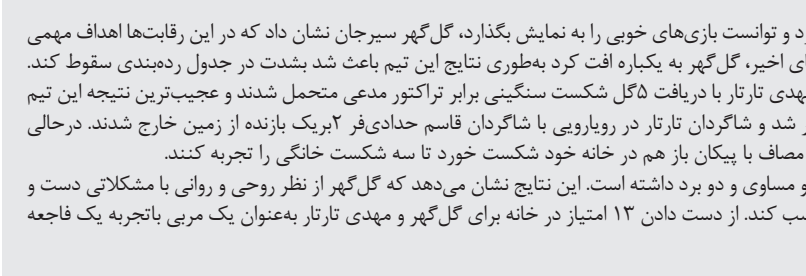 و توانست بازی‌های خوبی را به نمایش بگذارد، گل‌گهر سیرجان نشان داد که در این رقابت‌ها اهداف مهمی
اخیر، گل‌گهر به یکباره افت کرد به‌طوری نتایج این تیم باعث شد بشدت در جدول رده‌بندی سقوط کند.
مهدی تارتار با دریافت ۵گل شکست سنگینی برابر تراکتور مدعی متحمل شدند و عجیب‌ترین نتیجه این تیم
شد و شاگردان تارتار در رویارویی با شاگردان قاسم حدادی‌فر ۲بریک بازنده از زمین خارج شدند. درحالی
مصاف با پیکان باز هم در خانه خود شکست خورد تا سه شکست خانگی را تجربه کنند.
و مساوی و دو برد داشته است. این نتایج نشان می‌دهد که گل‌گهر از نظر روحی و روانی با مشکلاتی دست و
کند. از دست دادن ۱۳ امتیاز در خانه برای گل‌گهر و مهدی تارتار به‌عنوان یک مربی باتجربه یک فاجعه